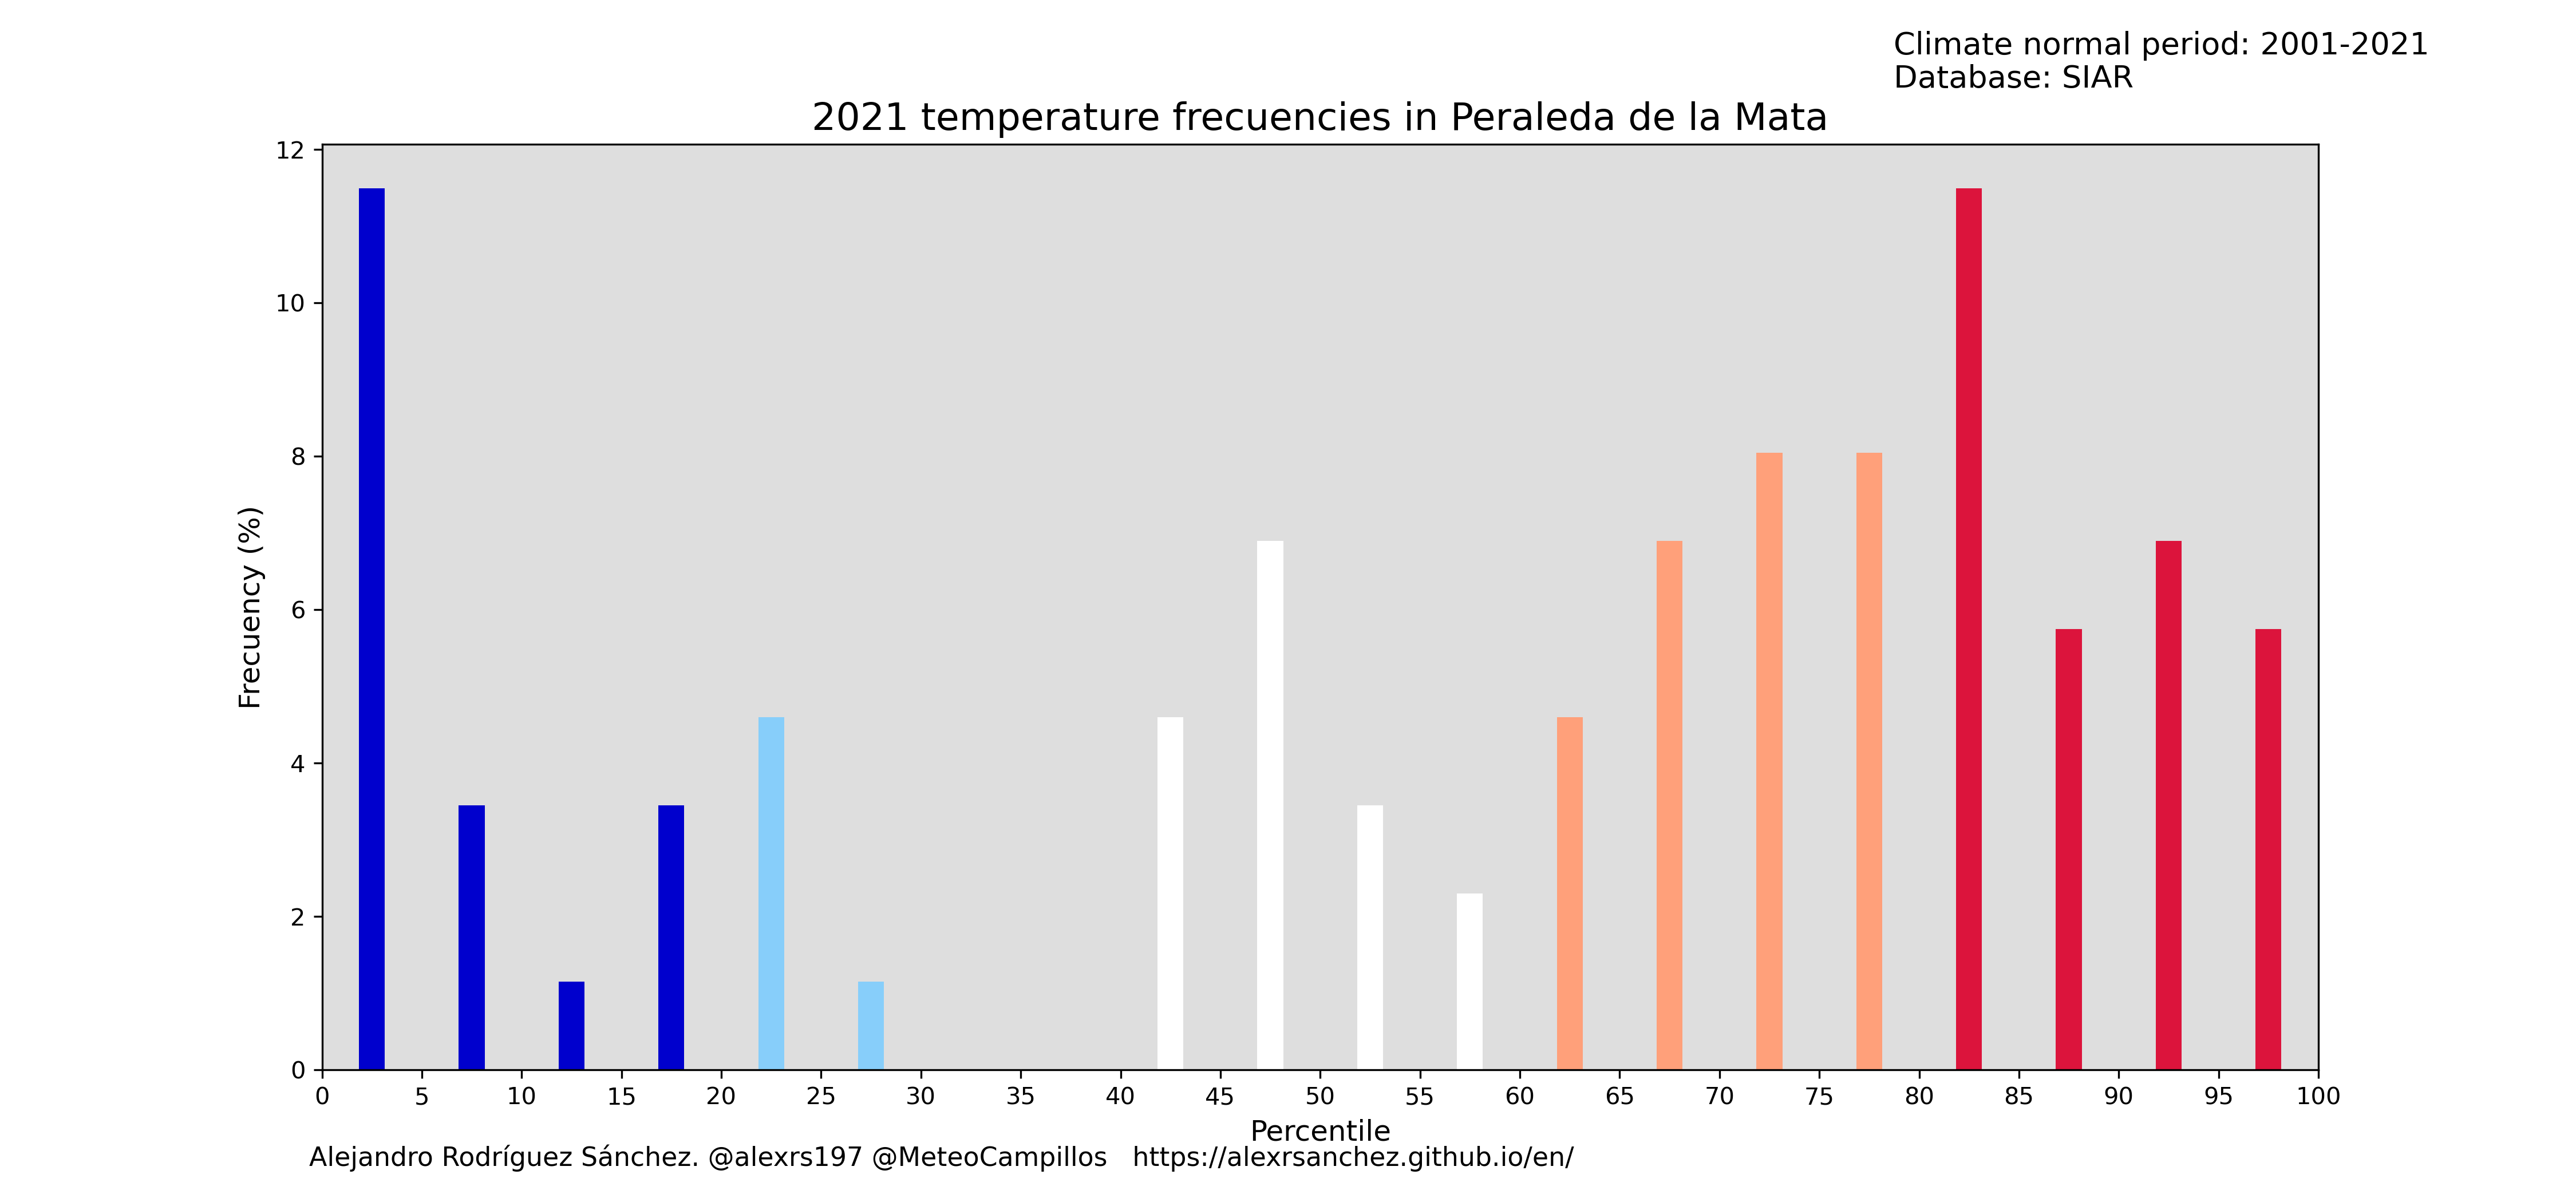 Climate normal period: 2001-2021
Database: SIAR
2021 temperature frecuencies in Peraleda de la Mata
12
10
8
6
4
2
0
Frecuency (%)
0 5 10 15 20 25 30 35 40 45 50 55 60 65 70 75 80 85 90 95 100
Percentile
Alejandro Rodríguez Sánchez. @alexrs197 @MeteoCampillos https://alexrsanchez.github.io/en/